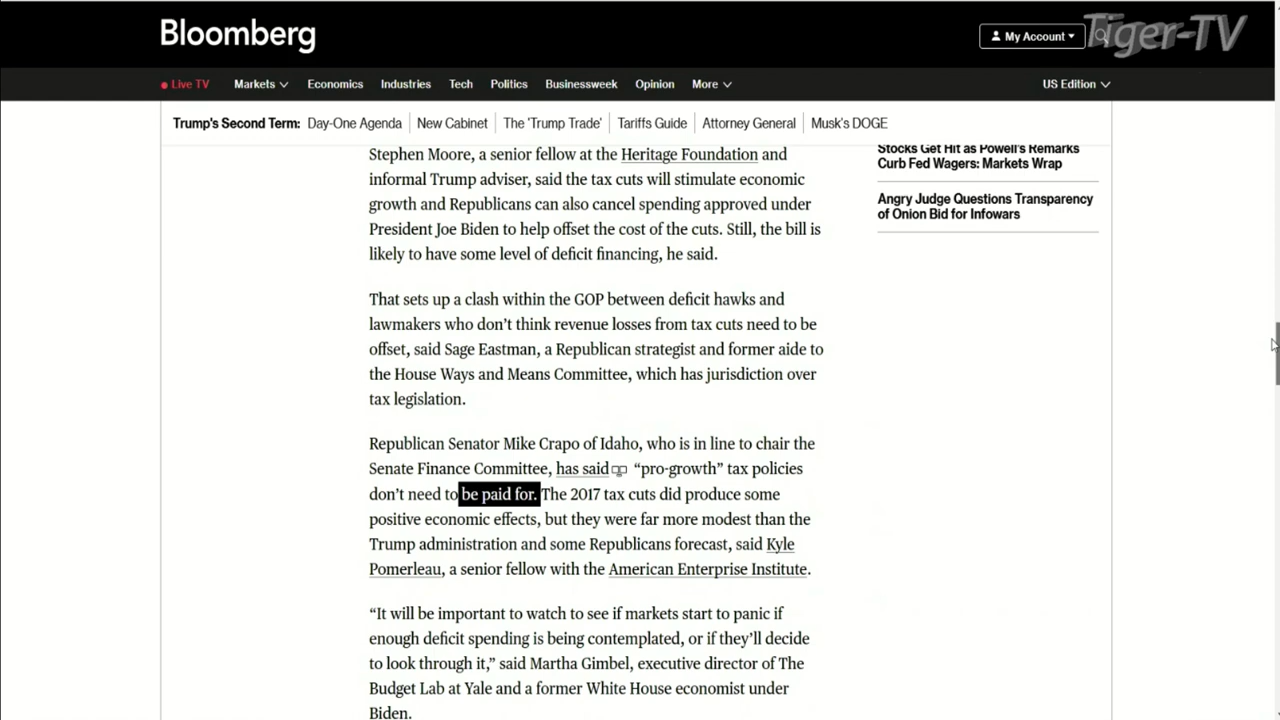 Bloomberg
My Account
Tiger-TV
Live TV
Markets
Economics
Industries
Tech
Politics
Businessweek
Opinion
More
US Edition
Trump's Second Term:
Day-One Agenda
New Cabinet
The 'Trump Trade'
Tariffs Guide
Attorney General
Musk's DOGE
Stephen Moore, a senior fellow at the Heritage Foundation and
informal Trump adviser, said the tax cuts will stimulate economic
growth and Republicans can also cancel spending approved under
President Joe Biden to help offset the cost of the cuts. Still, the bill is
likely to have some level of deficit financing, he said.
That sets up a clash within the GOP between deficit hawks and
lawmakers who don’t think revenue losses from tax cuts need to be
offset, said Sage Eastman, a Republican strategist and former aide to
the House Ways and Means Committee, which has jurisdiction over
tax legislation.
Republican Senator Mike Crapo of Idaho, who is in line to chair the
Senate Finance Committee, has said “pro-growth” tax policies
don’t need to be paid for. The 2017 tax cuts did produce some
positive economic effects, but they were far more modest than the
Trump administration and some Republicans forecast, said Kyle
Pomerleau, a senior fellow with the American Enterprise Institute.
“It will be important to watch to see if markets start to panic if
enough deficit spending is being contemplated, or if they’ll decide
to look through it,” said Martha Gimbel, executive director of The
Budget Lab at Yale and a former White House economist under
Biden.
Stocks Get Hit as Powell's Remarks
Curb Fed Wagers: Markets Wrap
Angry Judge Questions Transparency
of Onion Bid for Infowars